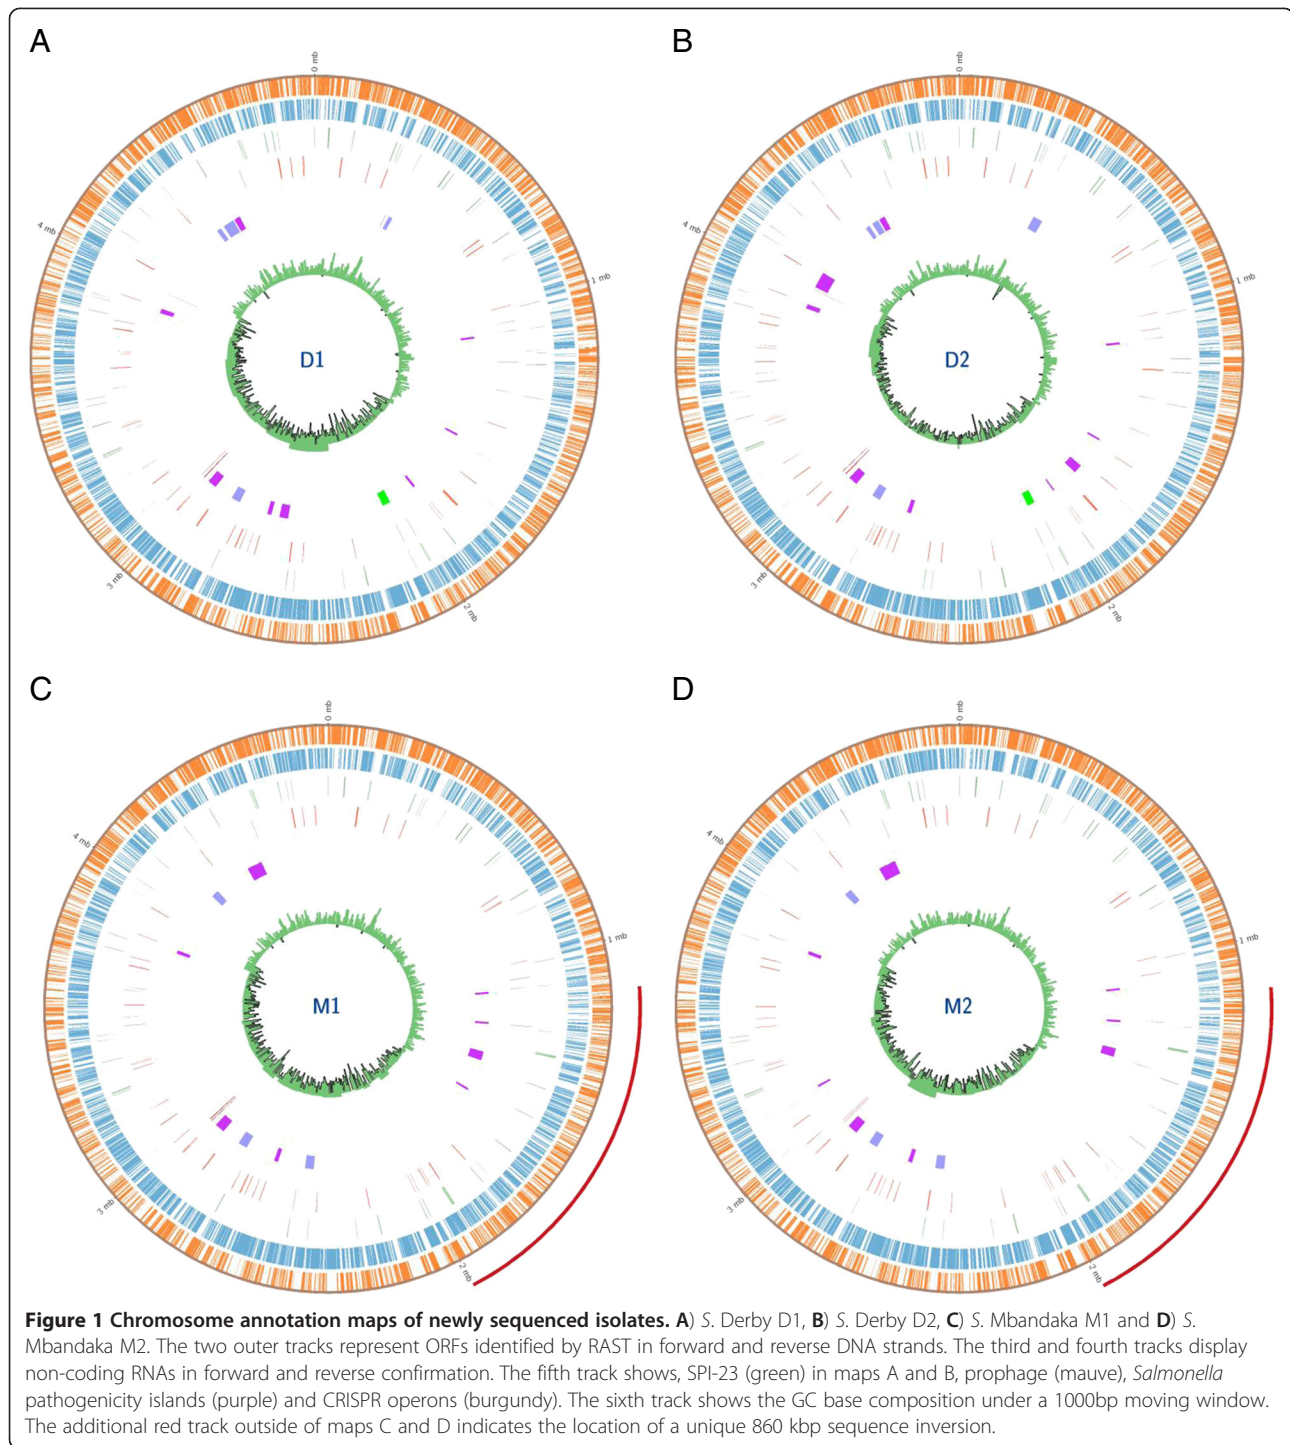 A
B
0 mb
0 mb
4 mb
1 mb
4 mb
1 mb
D1
D2
3 mb
2 mb
3 mb
2 mb
C
D
0 mb
0 mb
4 mb
4 mb
1 mb
1 mb
M1
M2
3 mb
2 mb
3 mb
2 mb
Figure 1 Chromosome annotation maps of newly sequenced isolates. A) S. Derby D1, B) S. Derby D2, C) S. Mbandaka M1 and D) S.
Mbandaka M2. The two outer tracks represent ORFs identified by RAST in forward and reverse DNA strands. The third and fourth tracks display
non-coding RNAs in forward and reverse confirmation. The fifth track shows, SPI-23 (green) in maps A and B, prophage (mauve), Salmonella
pathogenicity islands (purple) and CRISPR operons (burgundy). The sixth track shows the GC base composition under a 1000bp moving window.
The additional red track outside of maps C and D indicates the location of a unique 860 kbp sequence inversion.